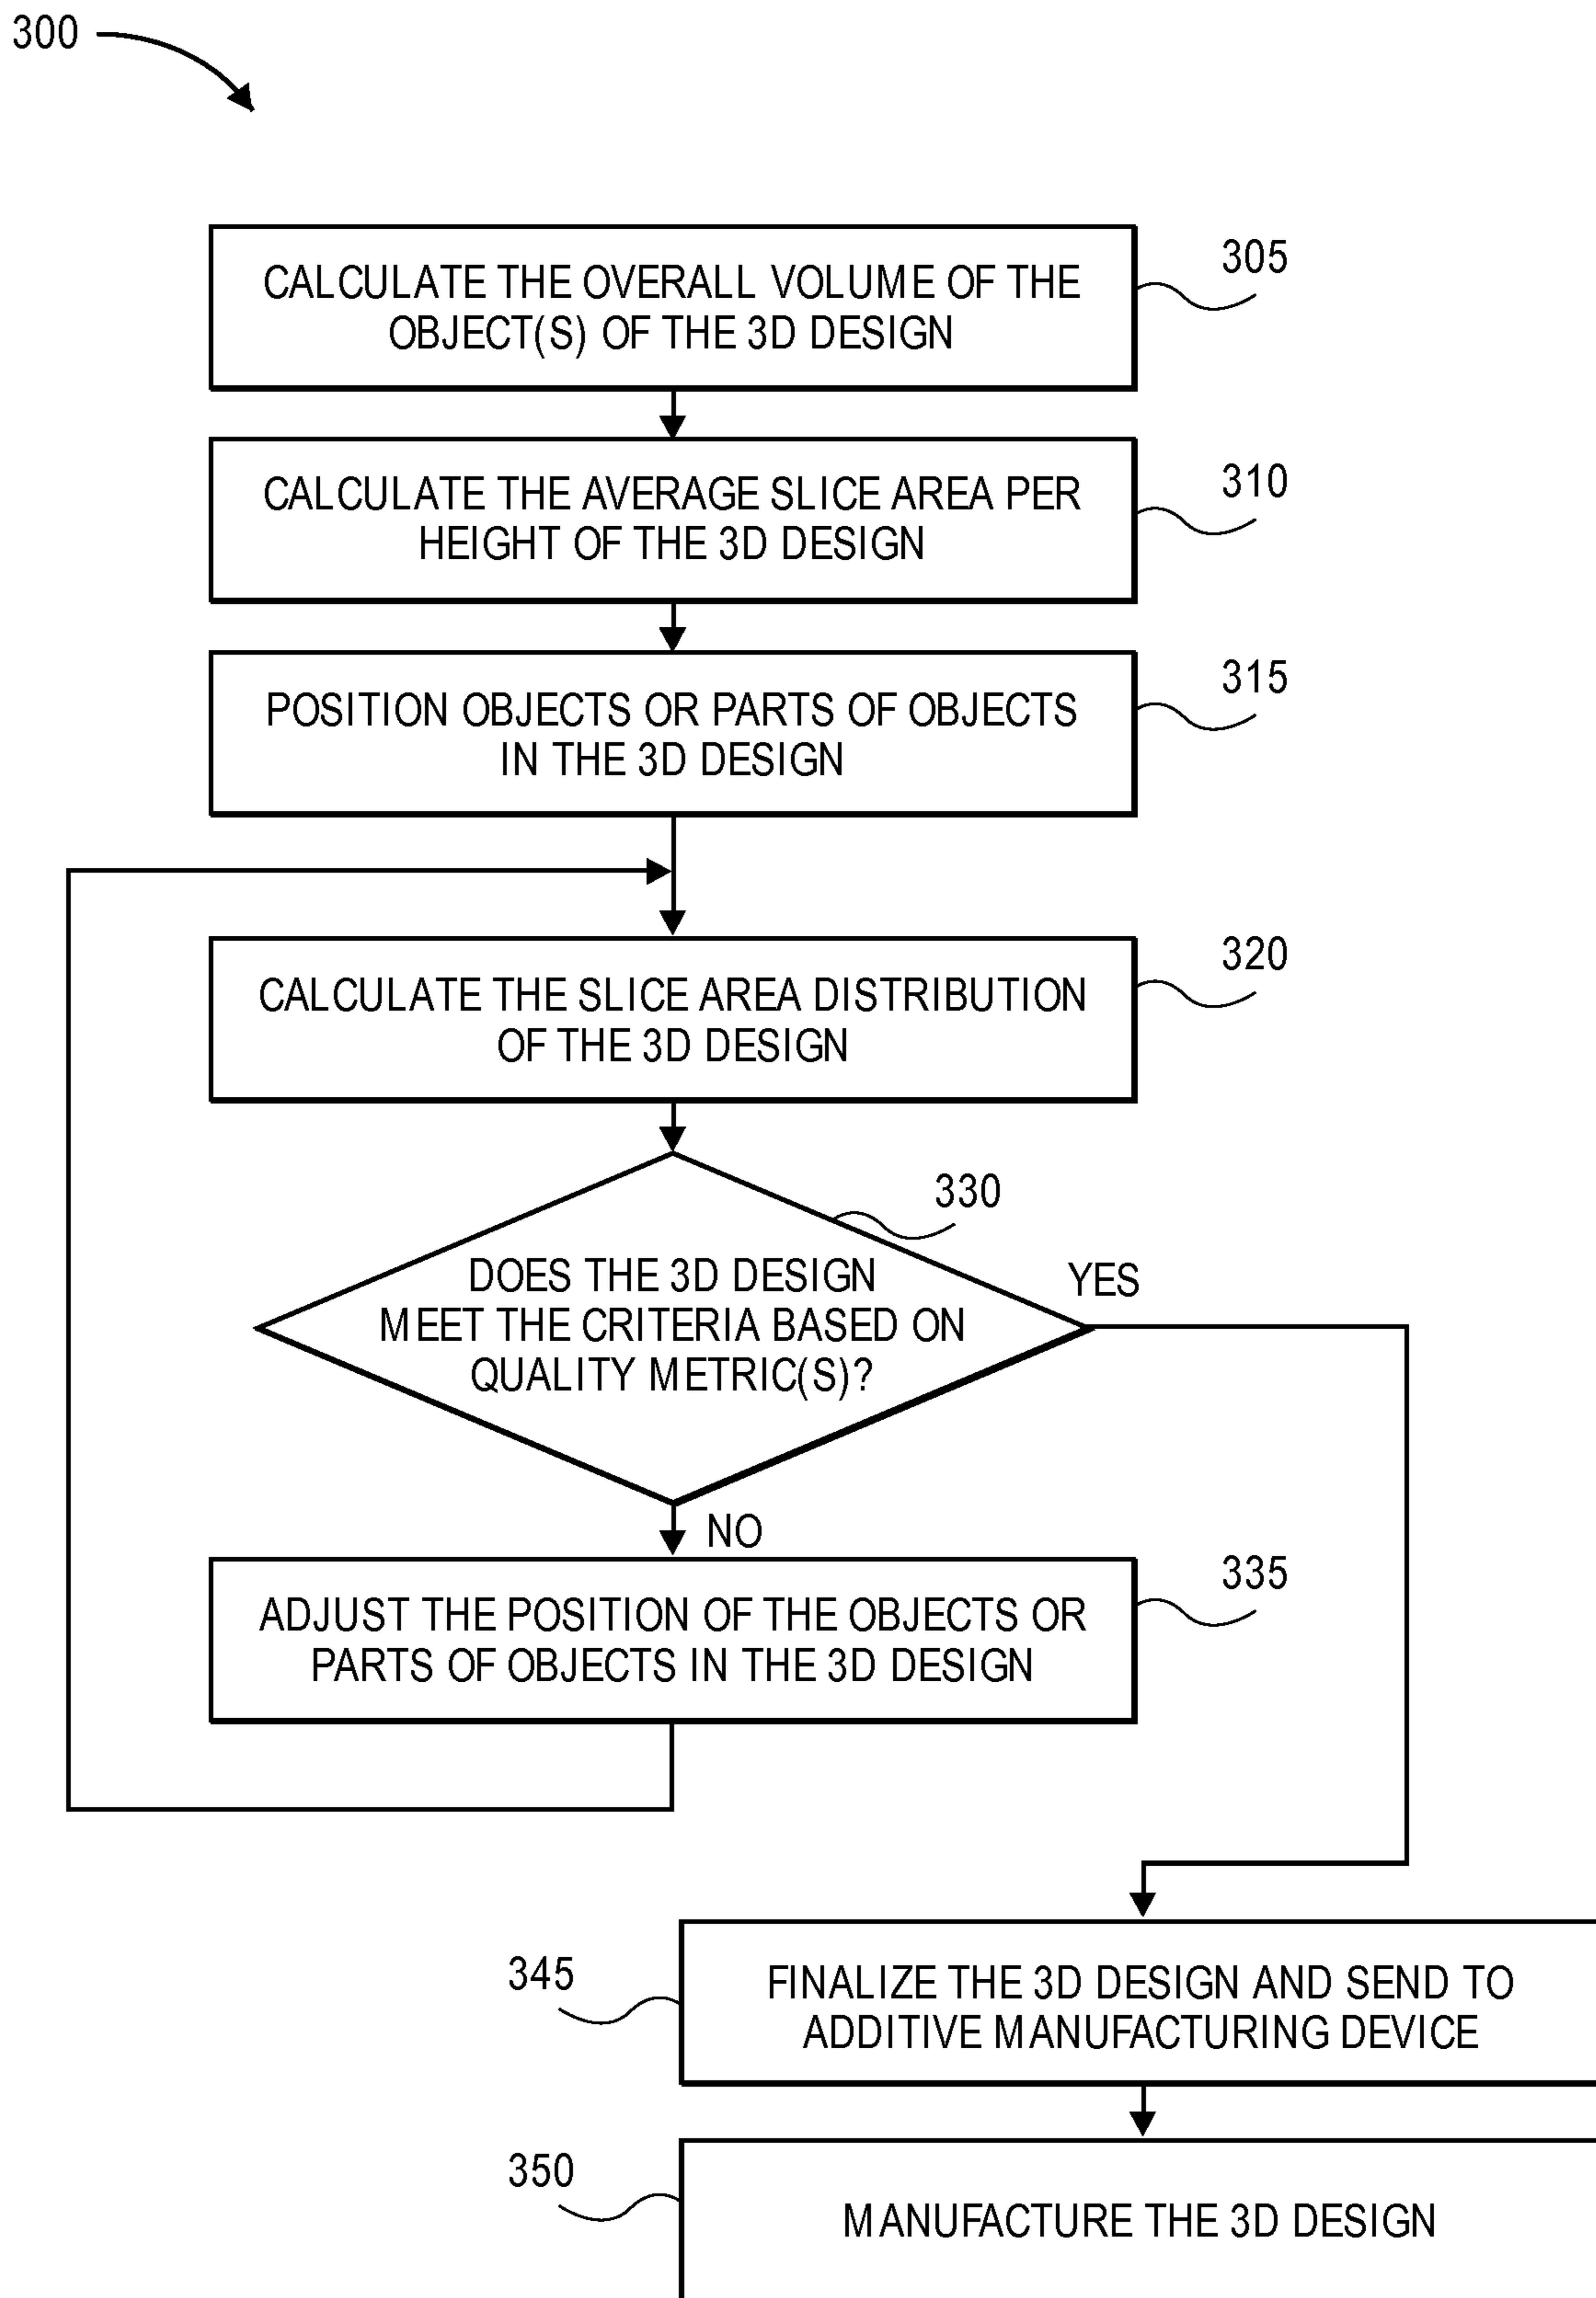 300
CALCULATE THE OVERALL VOLUME OF THE
OBJECT(S) OF THE 3D DESIGN
305
CALCULATE THE AVERAGE SLICE AREA PER
HEIGHT OF THE 3D DESIGN
310
POSITION OBJECTS OR PARTS OF OBJECTS
IN THE 3D DESIGN
315
CALCULATE THE SLICE AREA DISTRIBUTION
OF THE 3D DESIGN
320
330
DOES THE 3D DESIGN
MEET THE CRITERIA BASED ON
QUALITY METRIC(S)?
YES
NO
ADJUST THE POSITION OF THE OBJECTS OR
PARTS OF OBJECTS IN THE 3D DESIGN
335
345
FINALIZE THE 3D DESIGN AND SEND TO
ADDITIVE MANUFACTURING DEVICE
350
MANUFACTURE THE 3D DESIGN